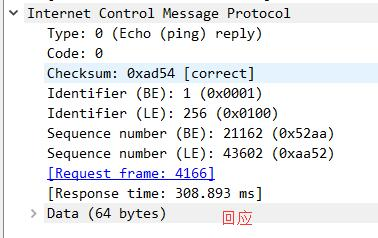 Internet Control Message Protocol
Type: 0 (Echo (ping) reply)
Code: 0
Checksum: 0xad54 [correct]
Identifier (BE): 1 (0x0001)
Identifier (LE): 256 (0x0100)
Sequence number (BE): 21162 (0x52aa)
Sequence number (LE): 43602 (0xaa52)
[Request frame: 4166]
[Response time: 308.893 ms]
Data (64 bytes) 回应